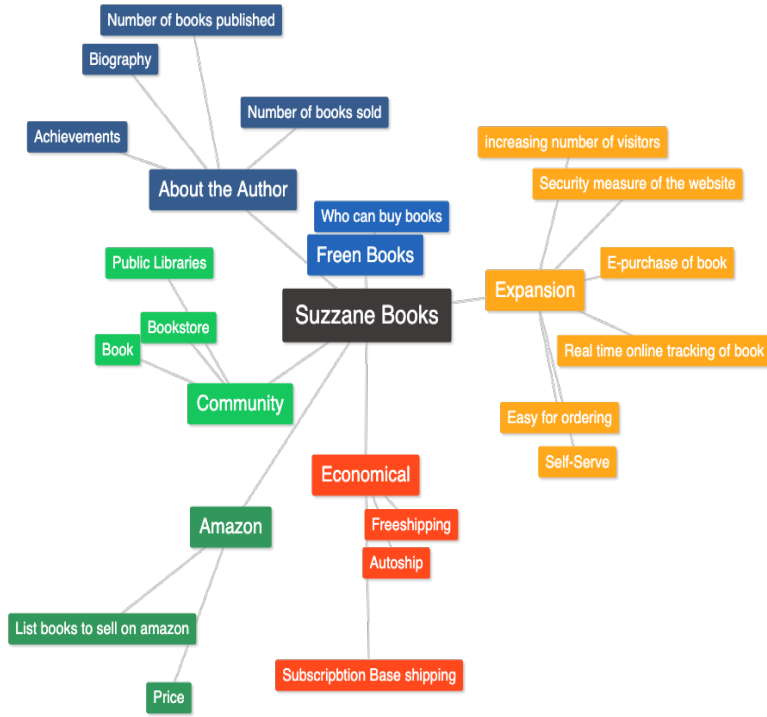 Number of books published
Biography
Number of books sold
Achievements
About the Author
increasing number of visitors
Security measure of the website
Who can buy books
Freen Books
Public Libraries
E-purchase of book
Expansion
Suzzane Books
Bookstore
Book
Real time online tracking of book
Community
Easy for ordering
Self-Serve
Economical
Freeshipping
Amazon
Autoship
List books to sell on amazon
Subscripbtion Base shipping
Price